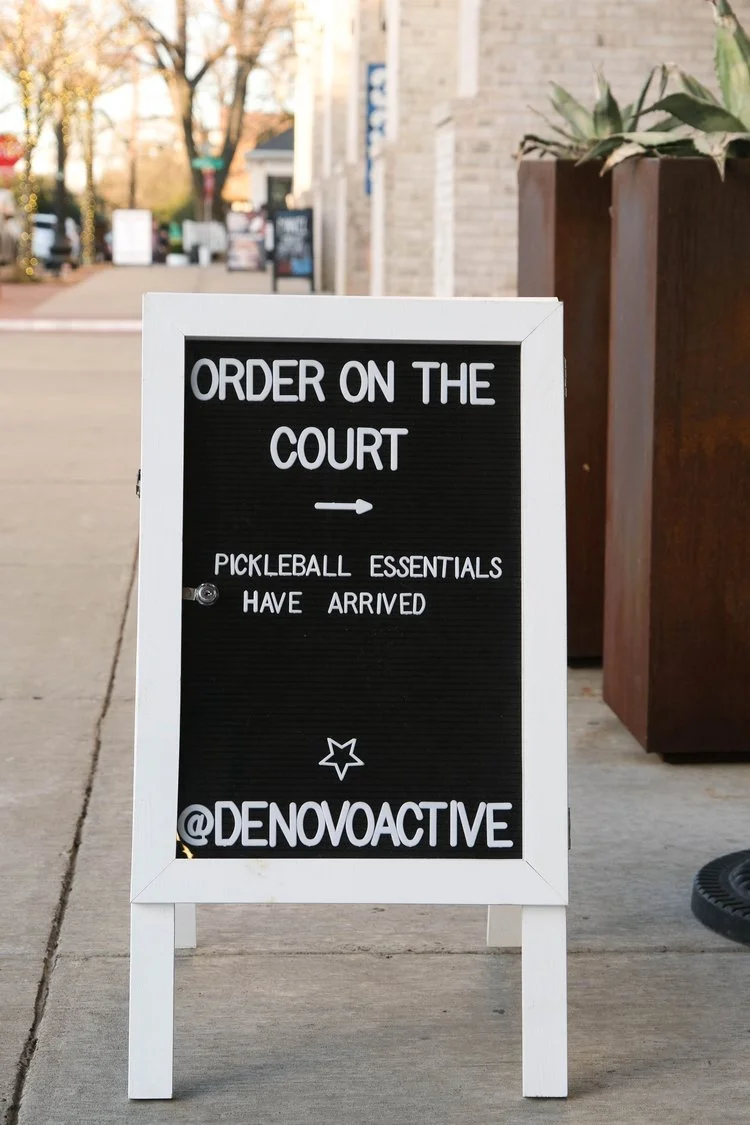 ORDER ON THE
COURT
→
PICKLEBALL ESSENTIALS
HAVE ARRIVED
@DENOVOACTIVE